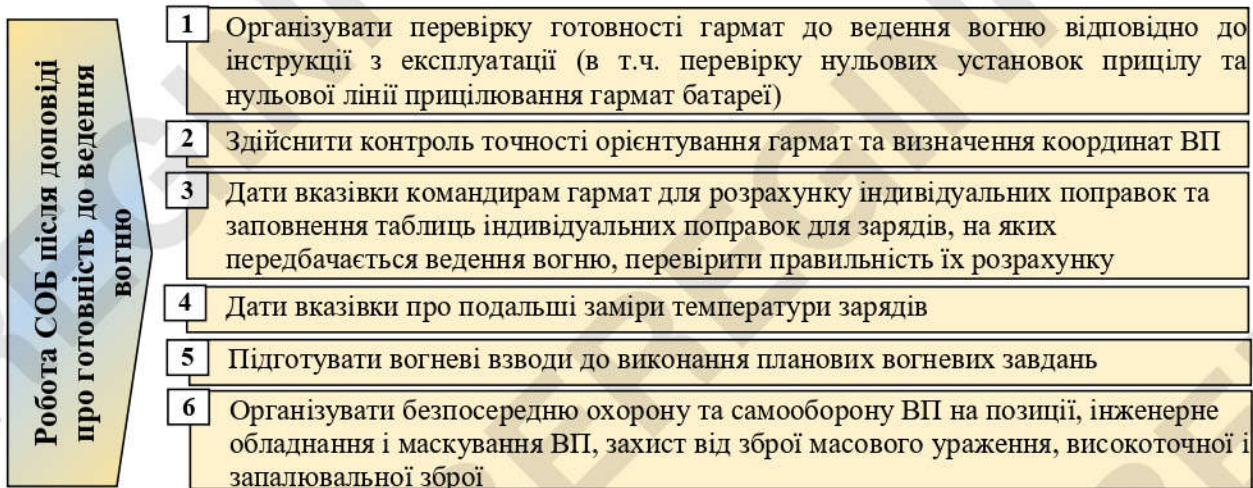 Робота СОБ після доповіді
про готовність до ведення
вогню
1 Організувати перевірку готовності гармат до ведення вогню відповідно до
інструкції з експлуатації (в т.ч. перевірку нульових установок прицілу та
нульової лінії прицілювання гармат батареї)
2 Здійснити контроль точності орієнтування гармат та визначення координат ВП
3 Дати вказівки командирам гармат для розрахунку індивідуальних поправок та
заповнення таблиць індивідуальних поправок для зарядів, на яких
передбачається ведення вогню, перевірити правильність їх розрахунку
4 Дати вказівки про подальші заміри температури зарядів
5 Підготувати вогневі взводи до виконання планових вогневих завдань
6 Організувати безпосередню охорону та самооборону ВП на позиції, інженерне
обладнання і маскування ВП, захист від зброї масового ураження, високоточної і
запалювальної зброї